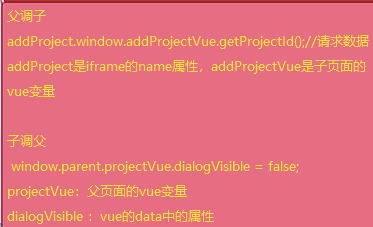 父调子
addProject.window.addProjectVue.getProjectId();//请求数据
addProject是iframe的name属性，addProjectVue是子页面的
vue变量
子调父
window.parent.projectVue.dialogVisible = false;
projectVue：父页面的vue变量
dialogVisible ：vue的data中的属性